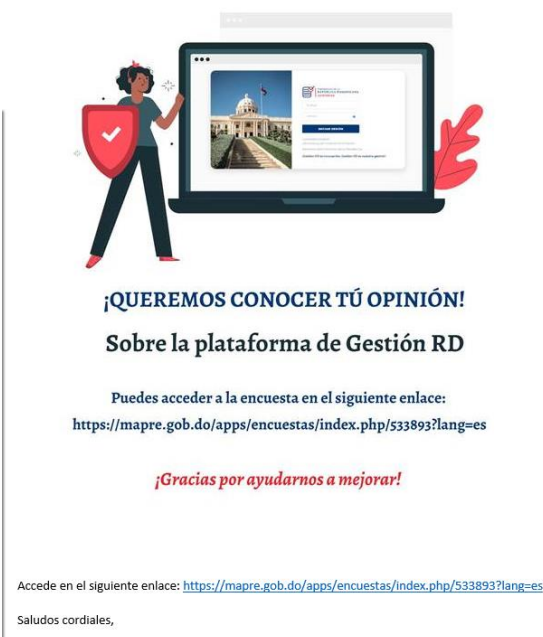 INICIAR SESIÓN
¡QUEREMOS CONOCER TÚ OPINIÓN!
Sobre la plataforma de Gestión RD
Puedes acceder a la encuesta en el siguiente enlace:
https://mapre.gob.do/apps/encuestas/index.php/533893?lang=es
¡Gracias por ayudarnos a mejorar!
Accede en el siguiente enlace: https://mapre.gob.do/apps/encuestas/index.php/533893?lang=es
Saludos cordiales,